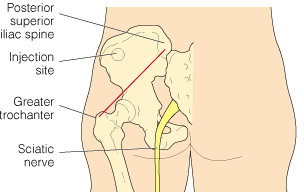 Posterior
superior
iliac spine
Injection
site
Greater
trochanter
Sciatic
nerve